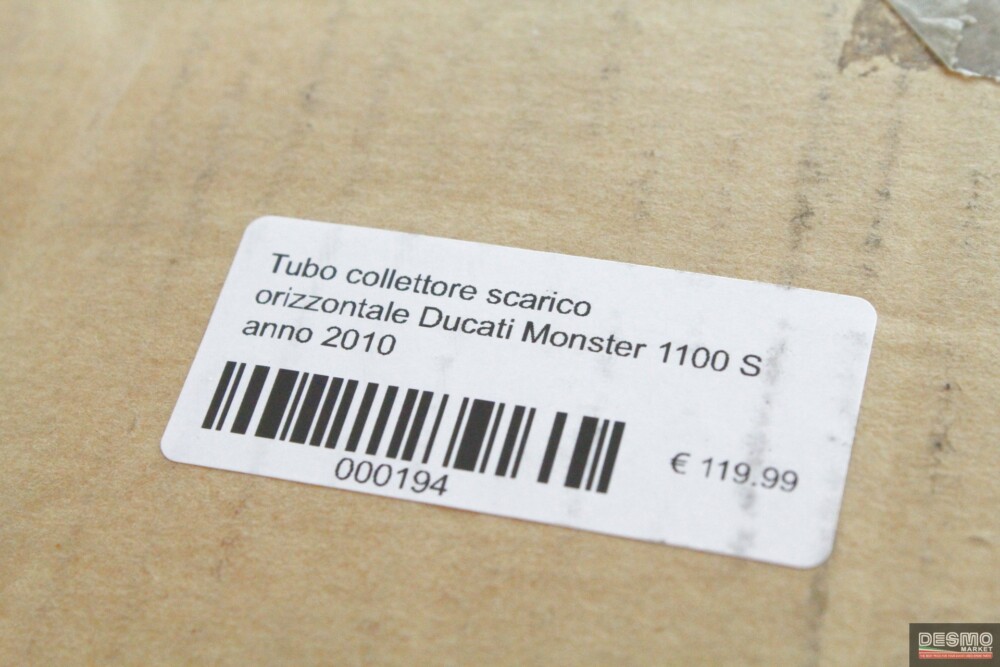 Tubo collettore scarico
orizzontale Ducati Monster 1100 S
anno 2010
000194
€ 119.99
DESMO
MARKET